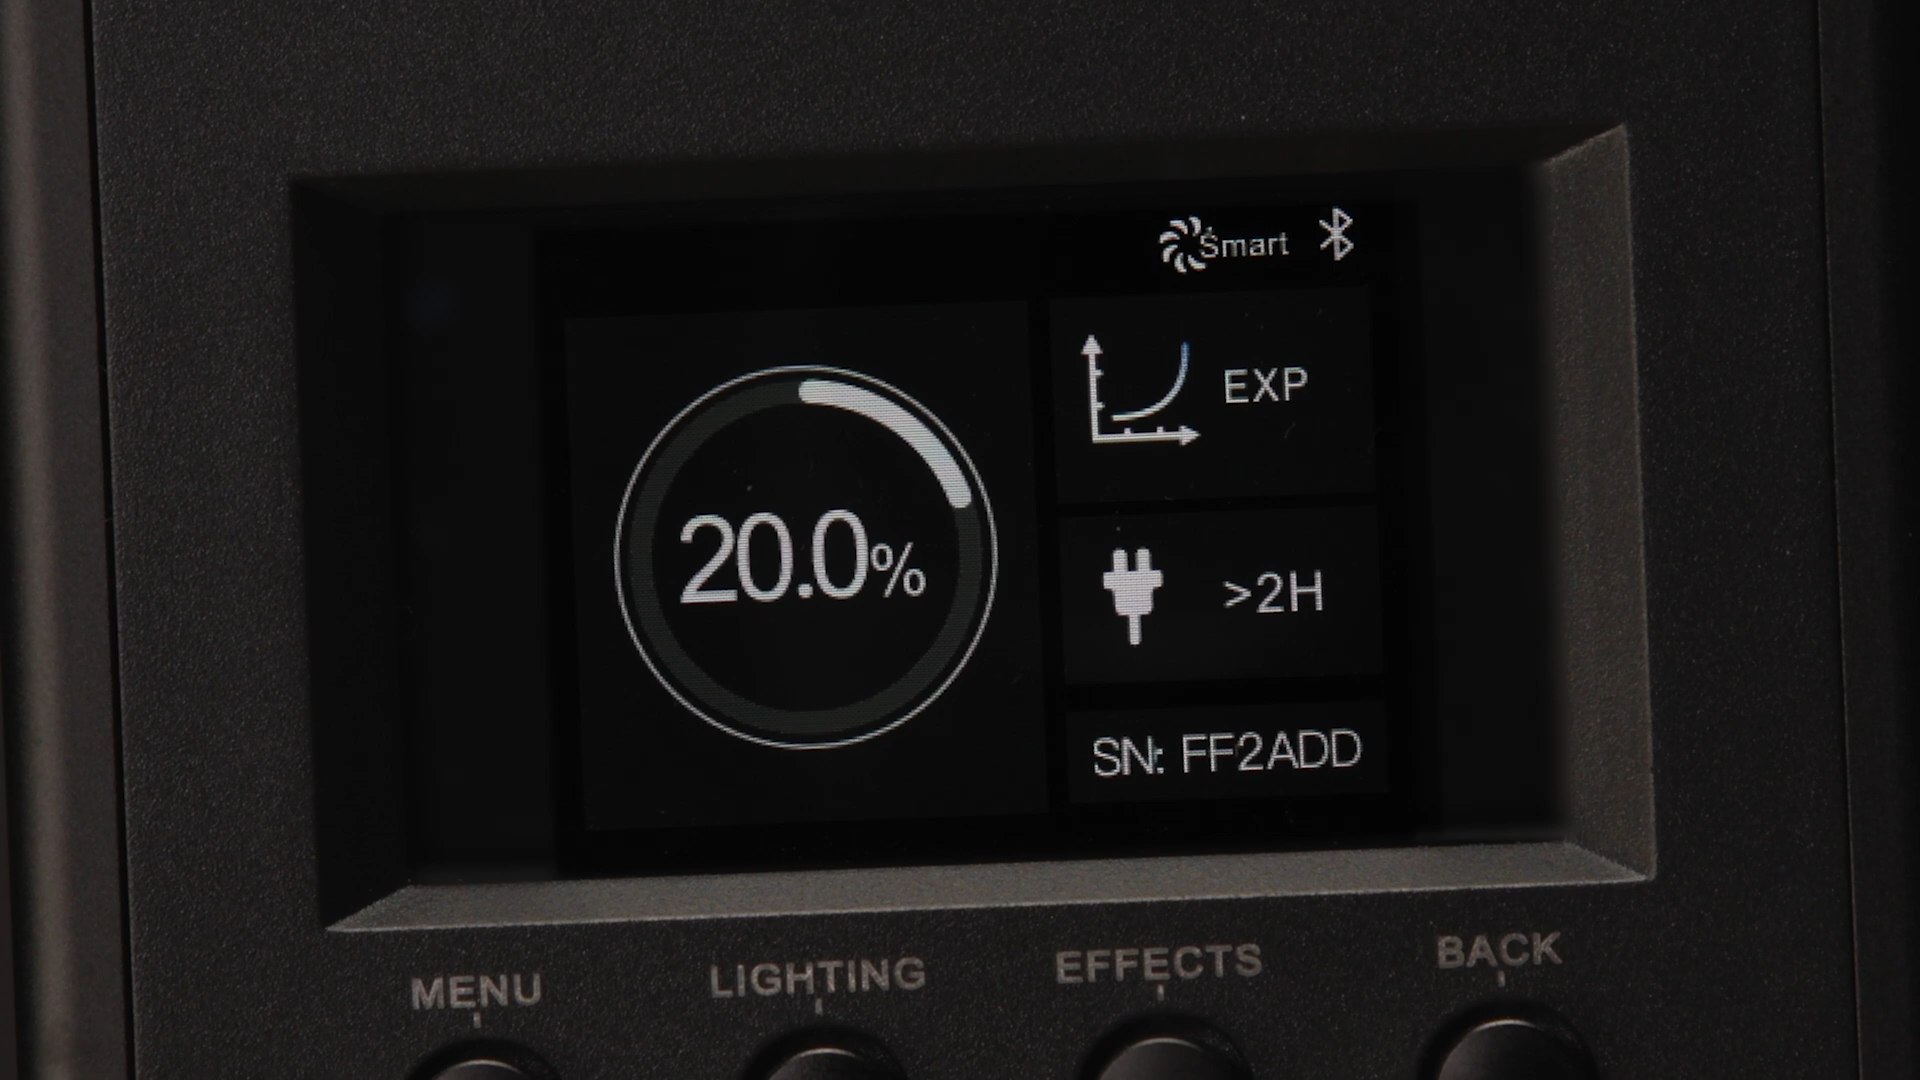 Smart
20.0%
EXP
>2H
SN: FF2ADD
MENU
LIGHTING
EFFECTS
BACK